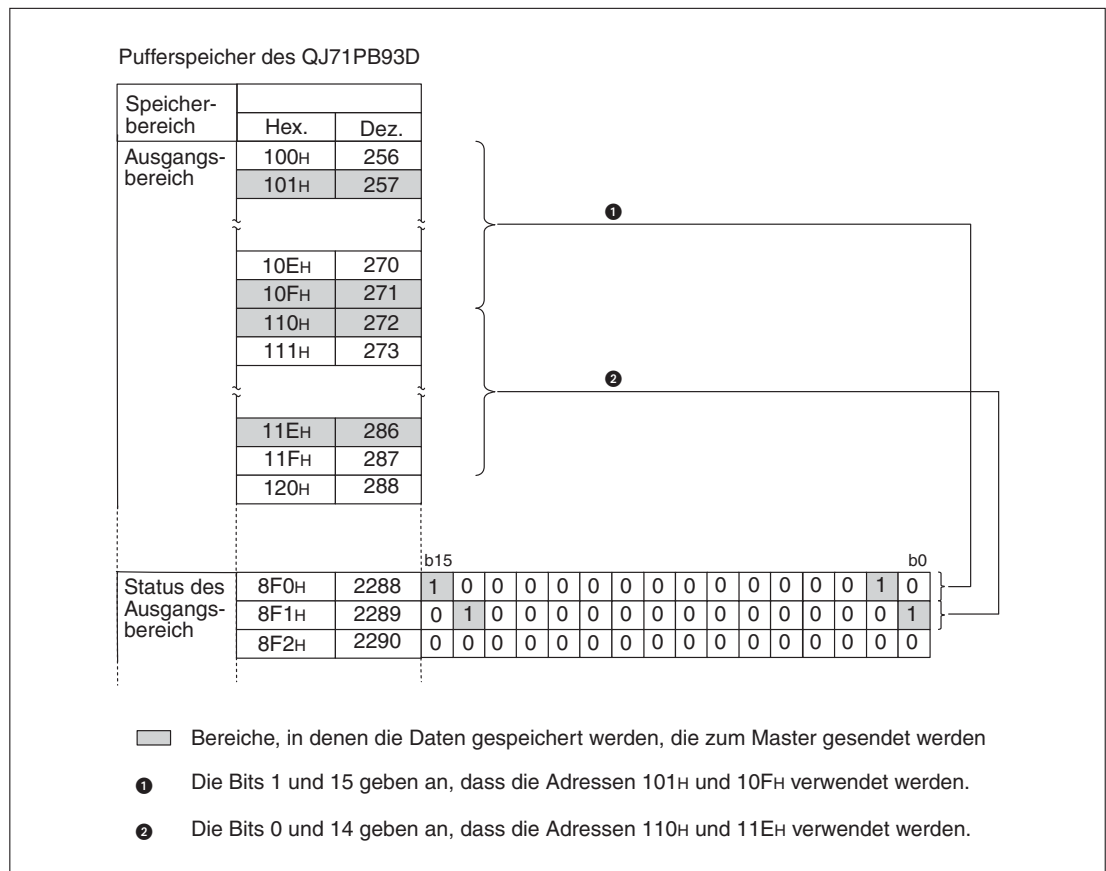 Pufferspeicher des QJ71PB93D
Speicher-
bereich Hex. Dez.
Ausgangs- 100H 256
bereich 101H 257
❶
10EH 270
10FH 271
110H 272
111H 273
❷
11EH 286
11FH 287
120H 288
b15 b0
Status des 8F0H 2288 1 0 0 0 0 0 0 0 0 0 0 0 0 0 1 0
Ausgangs- 8F1H 2289 0 1 0 0 0 0 0 0 0 0 0 0 0 0 0 1
bereich 8F2H 2290 0 0 0 0 0 0 0 0 0 0 0 0 0 0 0 0
Bereiche, in denen die Daten gespeichert werden, die zum Master gesendet werden
❶ Die Bits 1 und 15 geben an, dass die Adressen 101H und 10FH verwendet werden.
❷ Die Bits 0 und 14 geben an, dass die Adressen 110H und 11EH verwendet werden.